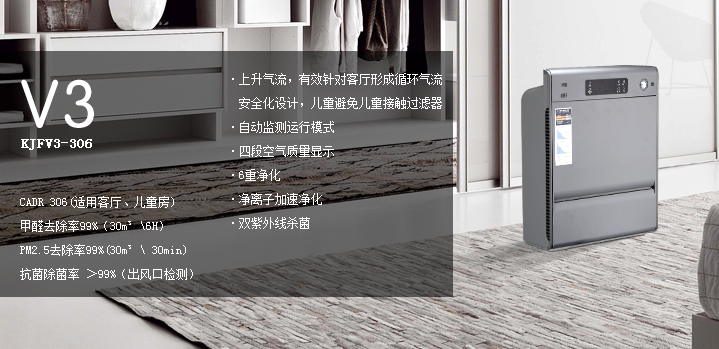 V3
KJFV3-306
CADR 306(适用客厅、儿童房)
甲醛去除率99% (30m³ \6H)
PM2.5去除率99%(30m³ \ 30min)
抗菌除菌率 >99% (出风口检测)
·上升气流，有效针对客厅形成循环气流
安全化设计，儿童避免儿童接触过滤器
·自动监测运行模式
·四段空气质量显示
·6重净化
·净离子加速净化
·双紫外线杀菌